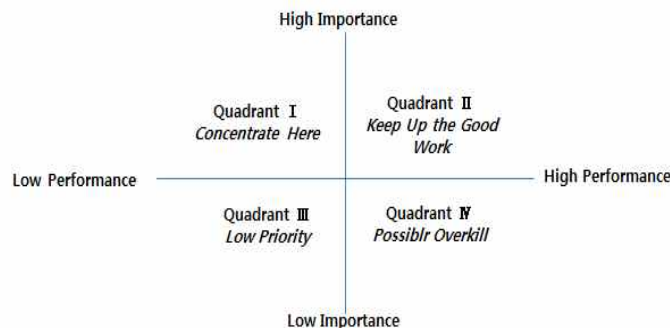 High Importance
Quadrant Ⅰ
Concentrate Here
Quadrant Ⅱ
Keep Up the Good
Work
Low Performance
High Performance
Quadrant Ⅲ
Low Priority
Quadrant Ⅳ
Possiblr Overkill
Low Importance